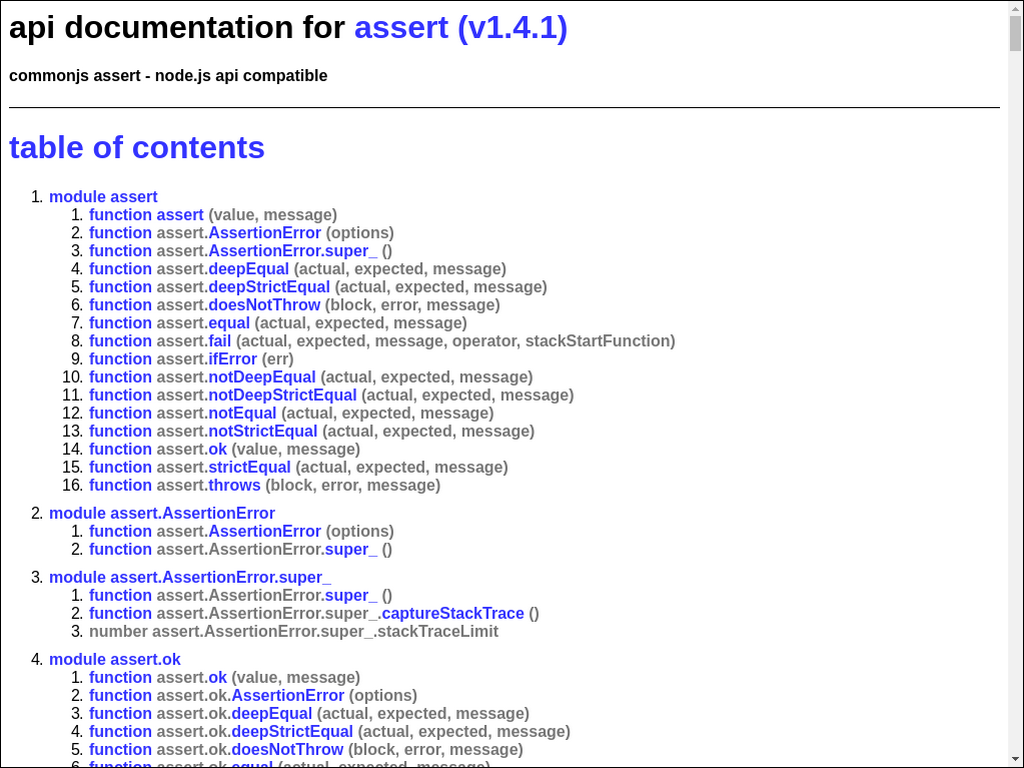 api documentation for assert (v1.4.1)
commonjs assert - node.js api compatible
table of contents
1. module assert
1. function assert (value, message)
2. function assert.AssertionError (options)
3. function assert.AssertionError.super_ ()
4. function assert.deepEqual (actual, expected, message)
5. function assert.deepStrictEqual (actual, expected, message)
6. function assert.doesNotThrow (block, error, message)
7. function assert.equal (actual, expected, message)
8. function assert.fail (actual, expected, message, operator, stackStartFunction)
9. function assert.ifError (err)
10. function assert.notDeepEqual (actual, expected, message)
11. function assert.notDeepStrictEqual (actual, expected, message)
12. function assert.notEqual (actual, expected, message)
13. function assert.notStrictEqual (actual, expected, message)
14. function assert.ok (value, message)
15. function assert.strictEqual (actual, expected, message)
16. function assert.throws (block, error, message)
2. module assert.AssertionError
1. function assert.AssertionError (options)
2. function assert.AssertionError.super_ ()
3. module assert.AssertionError.super_
1. function assert.AssertionError.super_ ()
2. function assert.AssertionError.super_.captureStackTrace ()
3. number assert.AssertionError.super_.stackTraceLimit
4. module assert.ok
1. function assert.ok (value, message)
2. function assert.ok.AssertionError (options)
3. function assert.ok.deepEqual (actual, expected, message)
4. function assert.ok.deepStrictEqual (actual, expected, message)
5. function assert.ok.doesNotThrow (block, error, message)
6. function assert.ok.equal (actual, expected, message)